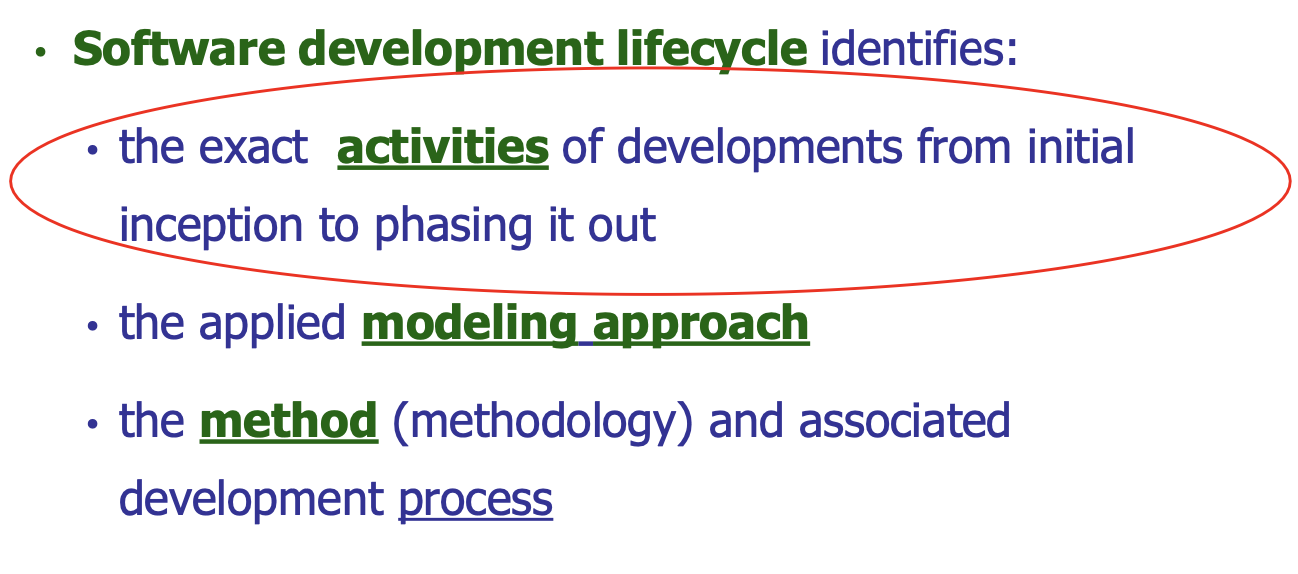 • Software development lifecycle identifies:
• the exact activities of developments from initial
inception to phasing it out
• the applied modeling approach
• the method (methodology) and associated
development process